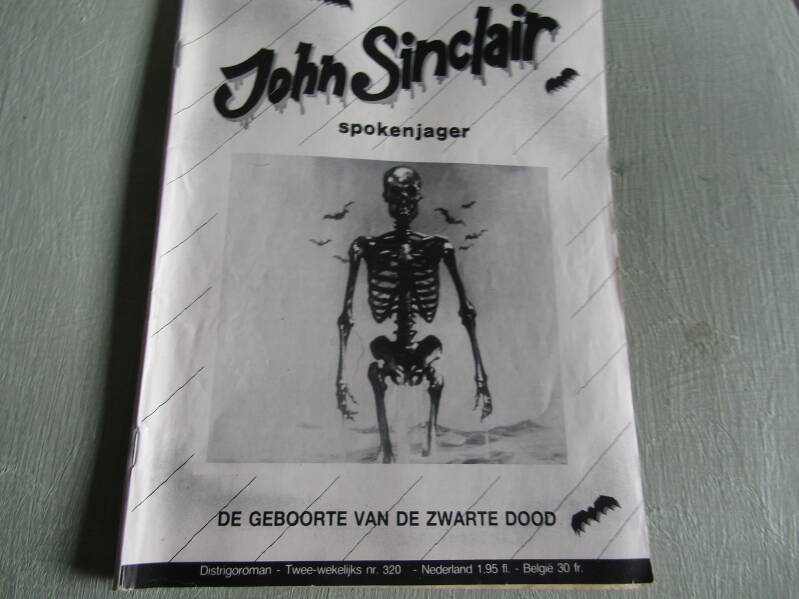 John Sinclair
spokenjager
DE GEBOORTE VAN DE ZWARTE DOOD
Distrigoroman - Twee-wekelijks nr. 320 - Nederland 1.95 fl. - België 30 fr.